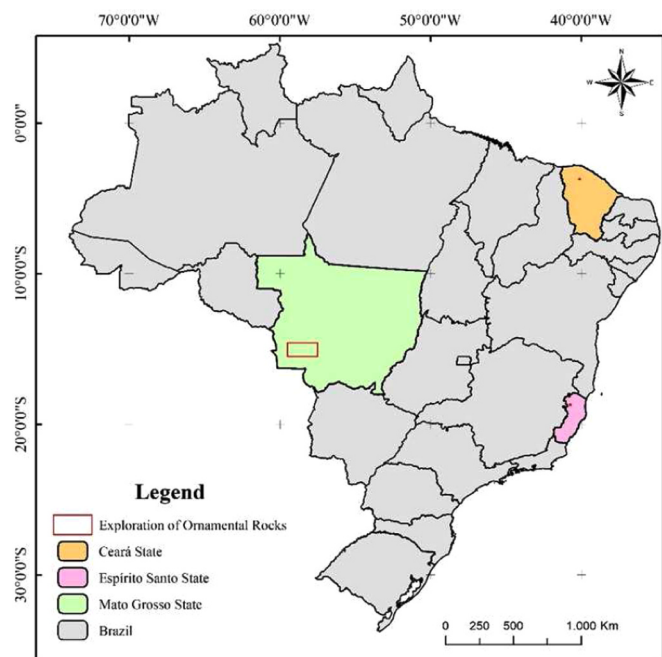 70°0'0"W 60°0'0"W 50°0'0"W 40°0'0"W
N
W C
S
0°0'0"
10°0'0"S
20°0'0"S
30°0'0"S
Legend
Exploration of Ornamental Rocks
Ceará State
Espírito Santo State
Mato Grosso State
Brazil
0 250 500 1.000 Km